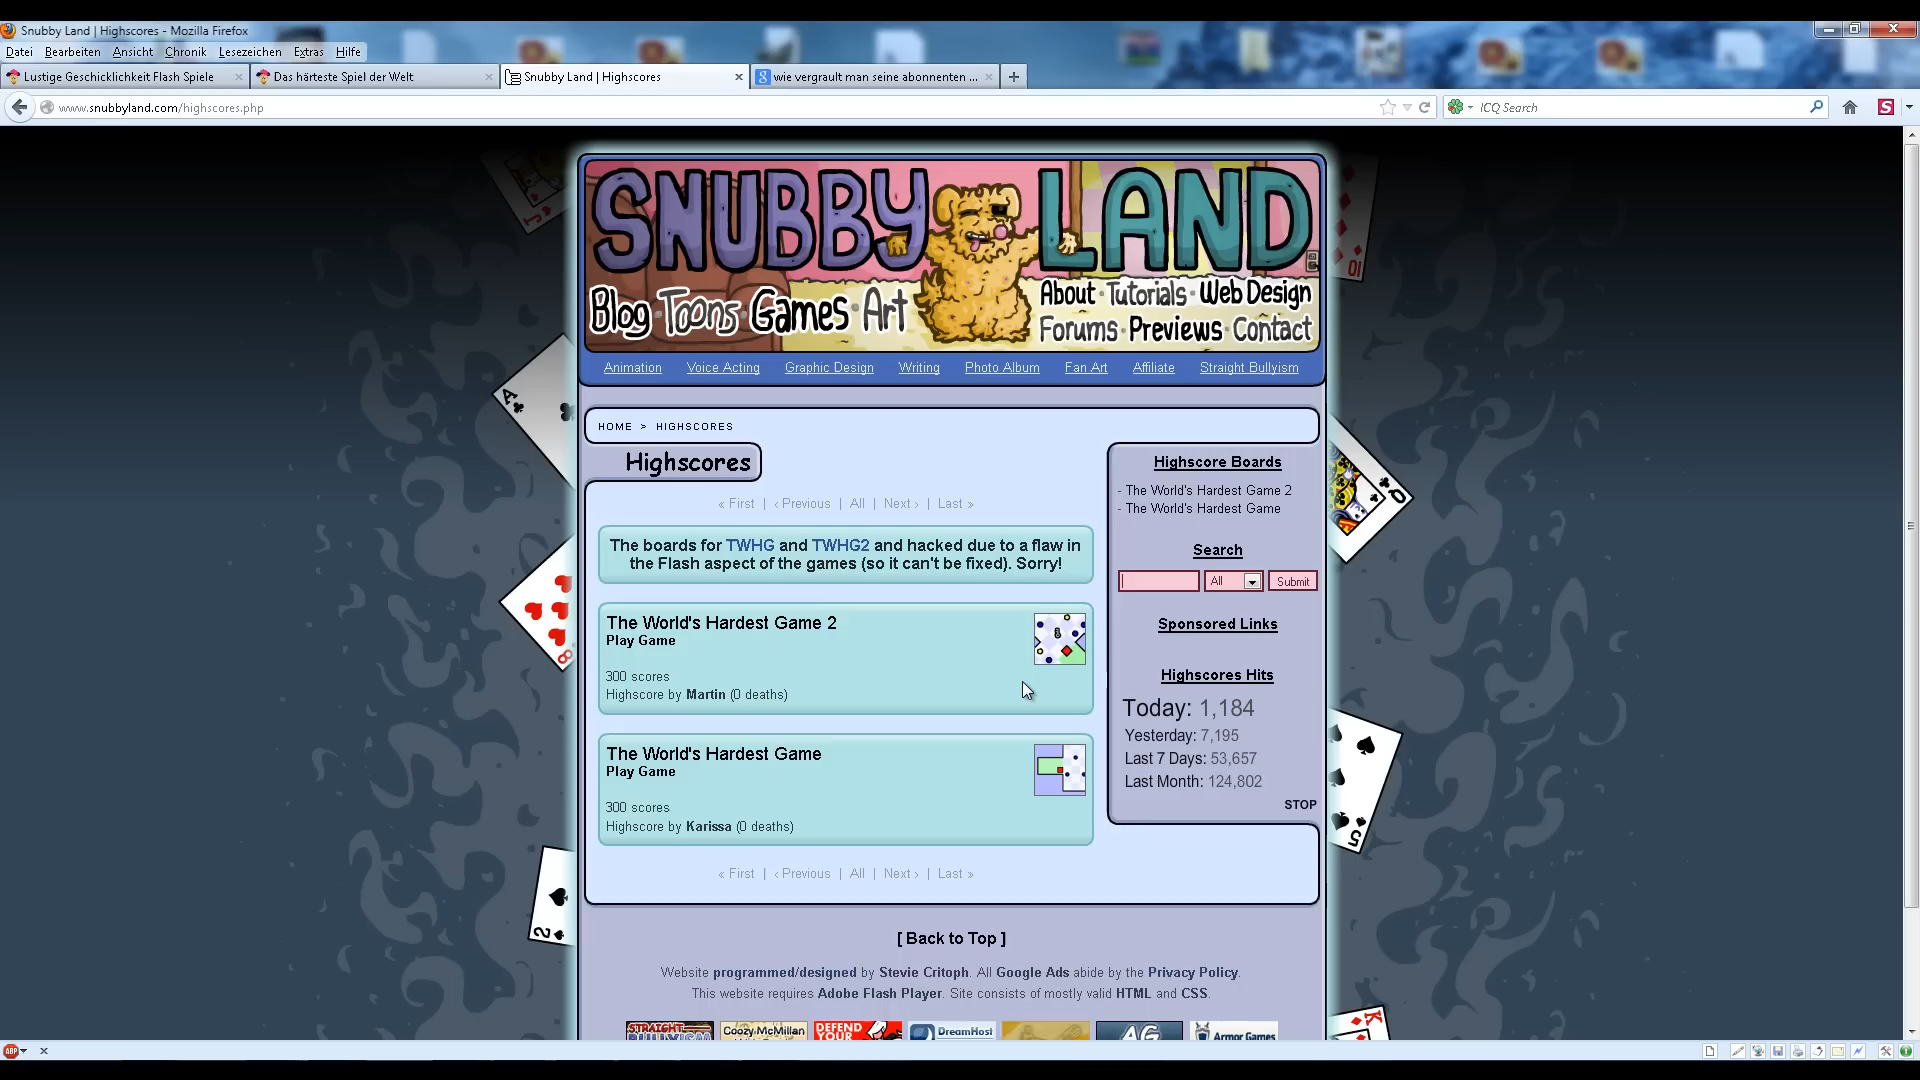 Snubby Land | Highscores - Mozilla Firefox
Datei Bearbeiten Ansicht Chronik Lesezeichen Extras Hilfe
Lustige Geschicklichkeit Flash Spiele
Das härteste Spiel der Welt
Snubby Land | Highscores
wie vergrault man seine abonnenten ...
www.snubbyland.com/highscores.php
ICQ Search
SNUBBY LAND
Blog · Toons · Games · Art
About · Tutorials · Web Design
Forums · Previews · Contact
Animation Voice Acting Graphic Design Writing Photo Album Fan Art Affiliate Straight Bullyism
HOME > HIGHSCORES
Highscores
« First | ‹ Previous | All | Next › | Last »
The boards for TWHG and TWHG2 and hacked due to a flaw in
the Flash aspect of the games (so it can't be fixed). Sorry!
The World's Hardest Game 2
Play Game
300 scores
Highscore by Martin (0 deaths)
The World's Hardest Game
Play Game
300 scores
Highscore by Karissa (0 deaths)
« First | ‹ Previous | All | Next › | Last »
Highscore Boards
- The World's Hardest Game 2
- The World's Hardest Game
Search
All
Submit
Sponsored Links
Highscores Hits
Today: 1,184
Yesterday: 7,195
Last 7 Days: 53,657
Last Month: 124,802
STOP
[ Back to Top ]
Website programmed/designed by Stevie Critoph. All Google Ads abide by the Privacy Policy.
This website requires Adobe Flash Player. Site consists of mostly valid HTML and CSS.
STRAIGHT
Coozy McMillan
DEFEND YOUR
DreamHost
AG
Armor Games
ABP